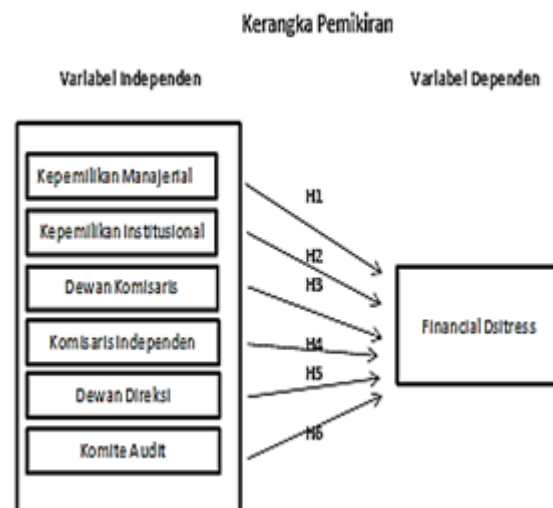 Kerangka Pemikiran
Variabel Independen
Variabel Dependen
Kepemilikan Manajerial
Kepemilikan Institusional
Dewan Komisaris
Komisaris Independen
Dewan Direksi
Komite Audit
H1
H2
H3
H4
H5
H6
Financial Dsitress